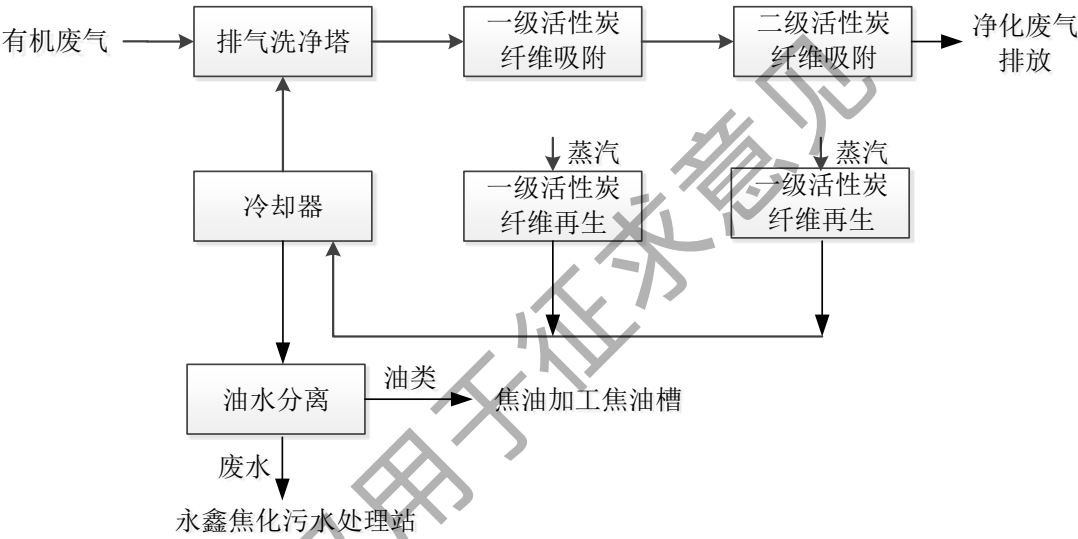 有机废气
排气洗净塔
一级活性炭
纤维吸附
二级活性炭
纤维吸附
净化废气
排放
蒸汽
蒸汽
冷却器
一级活性炭
纤维再生
一级活性炭
纤维再生
油水分离
油类
焦油加工焦油槽
废水
永鑫焦化污水处理站
用于征求意见